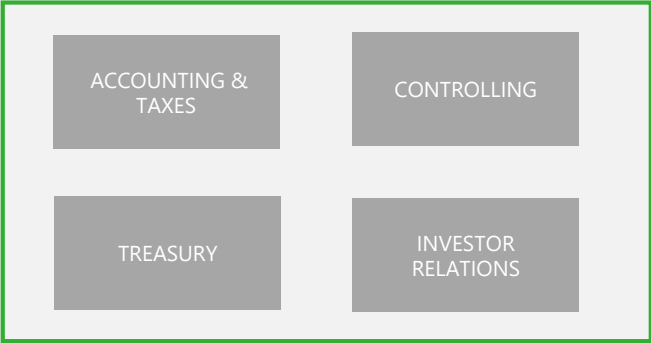 ACCOUNTING &
TAXES
CONTROLLING
TREASURY
INVESTOR
RELATIONS